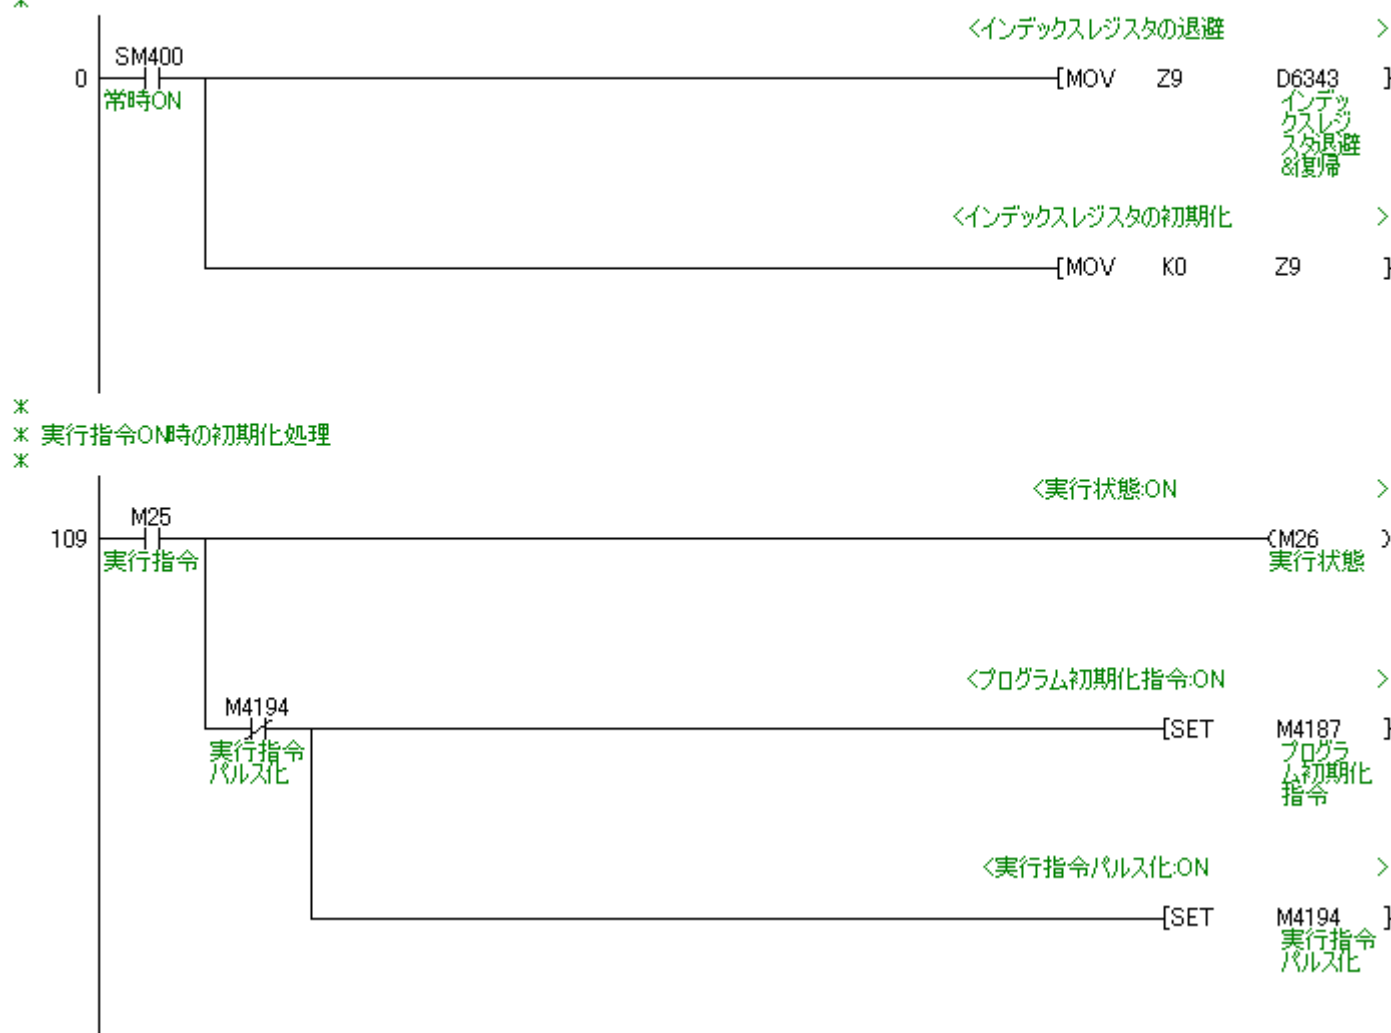 *
<インデックスレジスタの退避 >
SM400
0 [MOV Z9 D6343 ]
常時ON
インデッ
クスレジ
スタ退避
&復帰
<インデックスレジスタの初期化 >
[MOV K0 Z9 ]
*
* 実行指令ON時の初期化処理
*
<実行状態:ON >
M25
109 (M26 )
実行指令 実行状態
<プログラム初期化指令:ON >
M4194
[SET M4187 ]
実行指令
パルス化
プログラ
ム初期化
指令
<実行指令パルス化:ON >
[SET M4194 ]
実行指令
パルス化